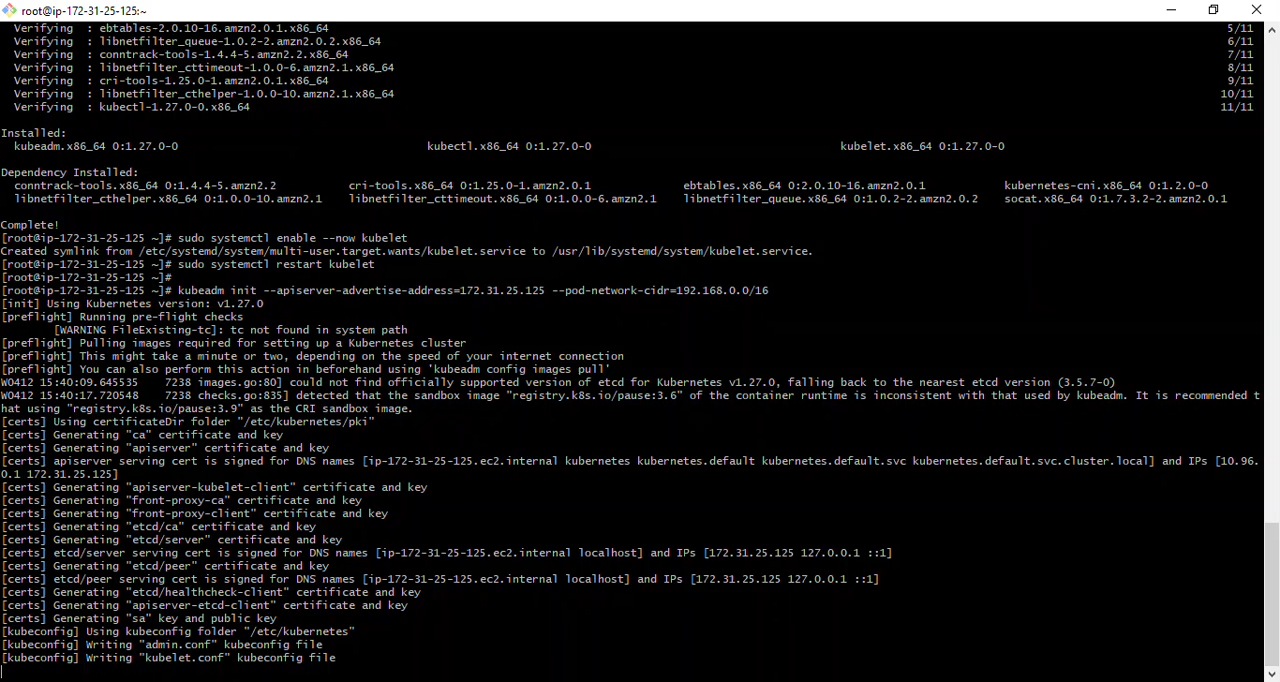 root@ip-172-31-25-125:~
Verifying  : ebtables-2.0.10-16.amzn2.0.1.x86_64 5/11
Verifying  : libnetfilter_queue-1.0.2-2.amzn2.0.2.x86_64 6/11
Verifying  : conntrack-tools-1.4.4-5.amzn2.2.x86_64 7/11
Verifying  : libnetfilter_cttimeout-1.0.0-6.amzn2.1.x86_64 8/11
Verifying  : cri-tools-1.25.0-1.amzn2.0.1.x86_64 9/11
Verifying  : libnetfilter_cthelper-1.0.0-10.amzn2.1.x86_64 10/11
Verifying  : kubectl-1.27.0-0.x86_64 11/11
Installed:
kubeadm.x86_64 0:1.27.0-0 kubectl.x86_64 0:1.27.0-0 kubelet.x86_64 0:1.27.0-0
Dependency Installed:
conntrack-tools.x86_64 0:1.4.4-5.amzn2.2 cri-tools.x86_64 0:1.25.0-1.amzn2.0.1 ebtables.x86_64 0:2.0.10-16.amzn2.0.1 kubernetes-cni.x86_64 0:1.2.0-0
libnetfilter_cthelper.x86_64 0:1.0.0-10.amzn2.1 libnetfilter_cttimeout.x86_64 0:1.0.0-6.amzn2.1 libnetfilter_queue.x86_64 0:1.0.2-2.amzn2.0.2 socat.x86_64 0:1.7.3.2-2.amzn2.0.1
Complete!
[root@ip-172-31-25-125 ~]# sudo systemctl enable --now kubelet
Created symlink from /etc/systemd/system/multi-user.target.wants/kubelet.service to /usr/lib/systemd/system/kubelet.service.
[root@ip-172-31-25-125 ~]# sudo systemctl restart kubelet
[root@ip-172-31-25-125 ~]#
[root@ip-172-31-25-125 ~]# kubeadm init --apiserver-advertise-address=172.31.25.125 --pod-network-cidr=192.168.0.0/16
[init] Using Kubernetes version: v1.27.0
[preflight] Running pre-flight checks
[WARNING FileExisting-tc]: tc not found in system path
[preflight] Pulling images required for setting up a Kubernetes cluster
[preflight] This might take a minute or two, depending on the speed of your internet connection
[preflight] You can also perform this action in beforehand using 'kubeadm config images pull'
W0412 15:40:09.645535    7238 images.go:80] could not find officially supported version of etcd for Kubernetes v1.27.0, falling back to the nearest etcd version (3.5.7-0)
W0412 15:40:17.720548    7238 checks.go:835] detected that the sandbox image "registry.k8s.io/pause:3.6" of the container runtime is inconsistent with that used by kubeadm. It is recommended t
hat using "registry.k8s.io/pause:3.9" as the CRI sandbox image.
[certs] Using certificateDir folder "/etc/kubernetes/pki"
[certs] Generating "ca" certificate and key
[certs] Generating "apiserver" certificate and key
[certs] apiserver serving cert is signed for DNS names [ip-172-31-25-125.ec2.internal kubernetes kubernetes.default kubernetes.default.svc kubernetes.default.svc.cluster.local] and IPs [10.96.
0.1 172.31.25.125]
[certs] Generating "apiserver-kubelet-client" certificate and key
[certs] Generating "front-proxy-ca" certificate and key
[certs] Generating "front-proxy-client" certificate and key
[certs] Generating "etcd/ca" certificate and key
[certs] Generating "etcd/server" certificate and key
[certs] etcd/server serving cert is signed for DNS names [ip-172-31-25-125.ec2.internal localhost] and IPs [172.31.25.125 127.0.0.1 ::1]
[certs] Generating "etcd/peer" certificate and key
[certs] etcd/peer serving cert is signed for DNS names [ip-172-31-25-125.ec2.internal localhost] and IPs [172.31.25.125 127.0.0.1 ::1]
[certs] Generating "etcd/healthcheck-client" certificate and key
[certs] Generating "apiserver-etcd-client" certificate and key
[certs] Generating "sa" key and public key
[kubeconfig] Using kubeconfig folder "/etc/kubernetes"
[kubeconfig] Writing "admin.conf" kubeconfig file
[kubeconfig] Writing "kubelet.conf" kubeconfig file